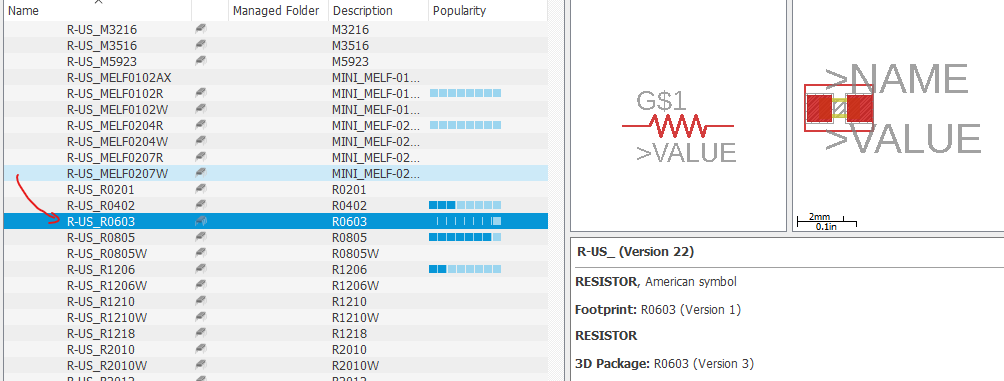 Name Managed Folder Description Popularity
R-US_M3216 M3216
R-US_M3516 M3516
R-US_M5923 M5923
R-US_MELF0102AX MINI_MELF-01...
R-US_MELF0102R MINI_MELF-01...
R-US_MELF0102W MINI_MELF-01...
R-US_MELF0204R MINI_MELF-02...
R-US_MELF0204W MINI_MELF-02...
R-US_MELF0207R MINI_MELF-02...
R-US_MELF0207W MINI_MELF-02...
R-US_R0201 R0201
R-US_R0402 R0402
R-US_R0603 R0603
R-US_R0805 R0805
R-US_R0805W R0805W
R-US_R1206 R1206
R-US_R1206W R1206W
R-US_R1210 R1210
R-US_R1210W R1210W
R-US_R1218 R1218
R-US_R2010 R2010
R-US_R2010W R2010W
R-US_R2012 R2012
G$1
>VALUE
>NAME
>VALUE
2mm
0.1in
R-US_ (Version 22)
RESISTOR, American symbol
Footprint: R0603 (Version 1)
RESISTOR
3D Package: R0603 (Version 3)